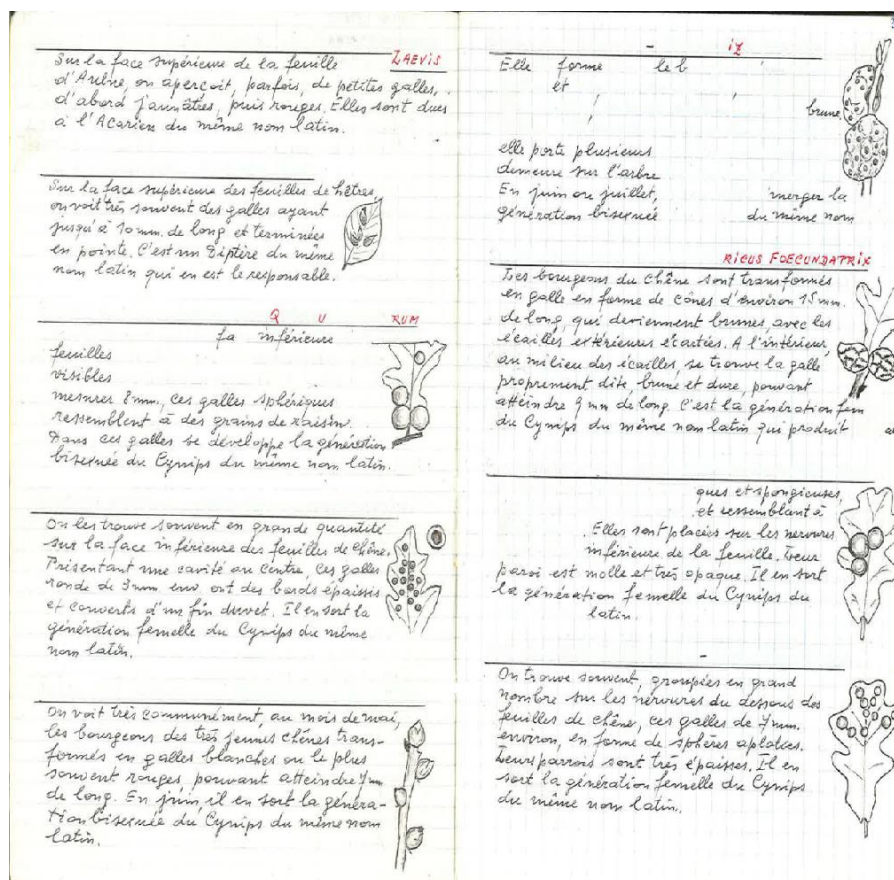 LAEVIS
Sur la face supérieure de la feuille
d'Aulne, on aperçoit, parfois, de petites galles,
d'abord jaunâtres, puis rouges. Elles sont dues
à l'Acarien du même nom latin.
Sur la face supérieure des feuilles de hêtres
on voit très souvent des galles ayant
jusqu'à 10 mm. de long et terminées
en pointe. C'est un Diptère du même
nom latin qui en est le responsable.
Q U RUM
fa inférieure
feuilles
visibles
mesurer 8 mm, ces galles sphériques
ressemblent à des grains de raisin.
Dans ces galles se développe la génération
bisexuée du Cynips du même nom latin.
On les trouve souvent en grande quantité
sur la face inférieure des feuilles de chêne.
Présentant une cavité au centre, ces galles
ronde de 3 mm env ont des bords épaissis
et couverts d'un fin duvet. Il en sort la
génération femelle du Cynips du même
nom latin.
On voit très communément, au mois de mai,
les bourgeons des très jeunes chênes trans-
formés en galles blanches ou le plus
souvent rouges, pouvant atteindre 7 mm
de long. En juin, il en sort la généra-
tion bisexuée du Cynips du même nom
latin.
iZ
Elle forme le b
et
brune
elle porte plusieurs
demeure sur l'arbre
En juin ou juillet, merger la
génération bisexuée du même nom
RICUS FOECUNDATRIX
Les bourgeons du chêne sont transformés
en galle en forme de cônes d'environ 15 mm.
de long, qui deviennent brunes, avec les
écailles extérieures écartées. A l'intérieur,
au milieu des écailles, se trouve la galle
proprement dite brune et dure, pouvant
atteindre 9 mm de long. C'est la génération fem
du Cynips du même nom latin qui produit
ques et spongieuses,
et ressemblant à
Elles sont placées sur les nervures
inférieure de la feuille. Leur
paroi est molle et très opaque. Il en sort
la génération femelle du Cynips du
latin.
On trouve souvent, groupées en grand
nombre sur les nervures du dessous des
feuilles de chêne, ces galles de 7 mm.
environ, en forme de sphères aplaties.
Leurs parrois sont très épaisses. Il en
sort la génération femelle du Cynips
du même nom latin.